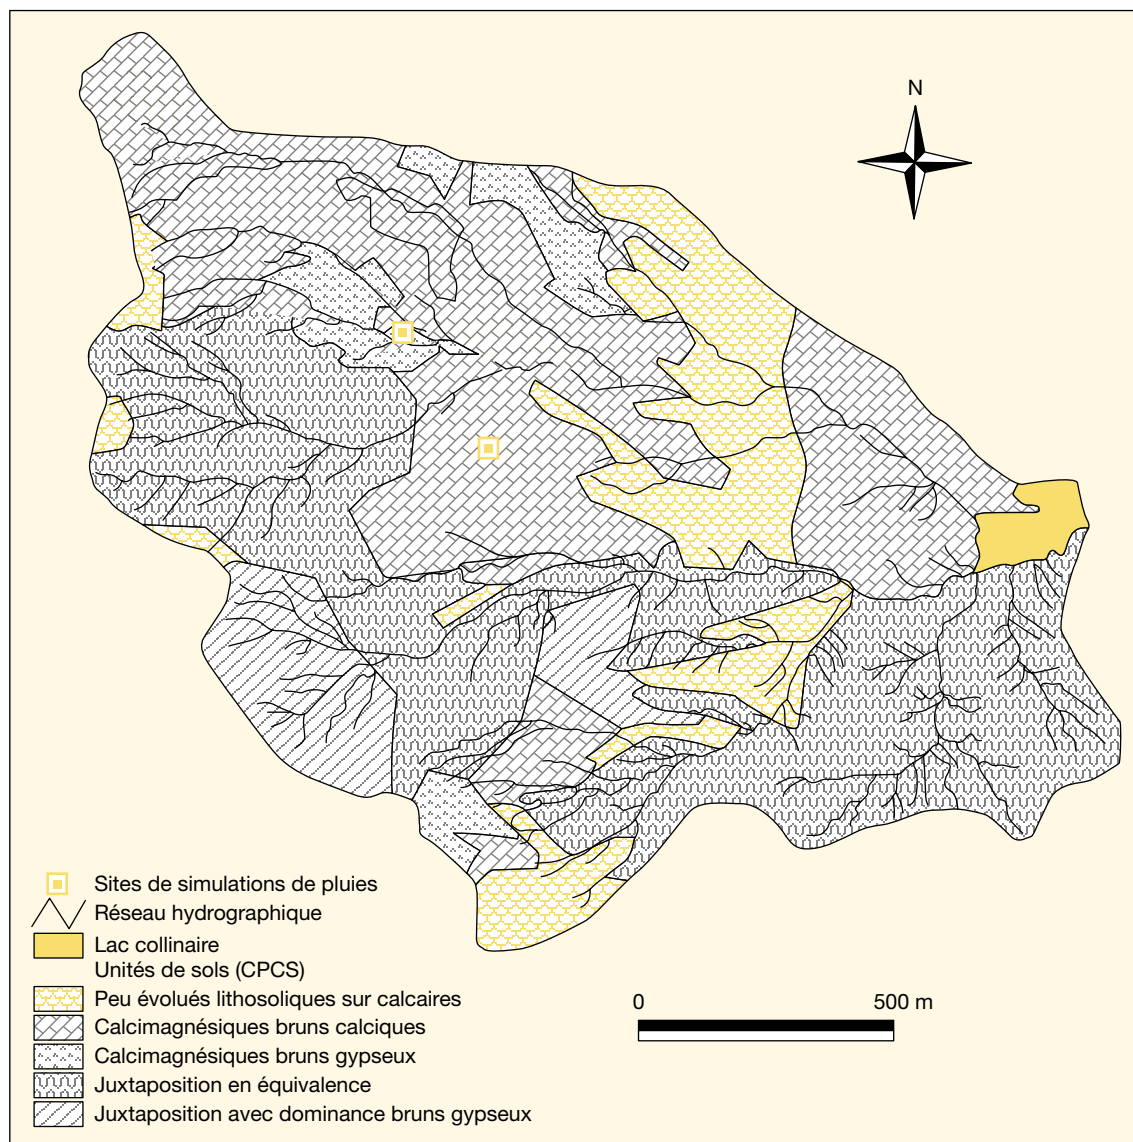 N
Sites de simulations de pluies
Réseau hydrographique
Lac collinaire
Unités de sols (CPCS)
Peu évolués lithosoliques sur calcaires
Calcimagnésiques bruns calciques
Calcimagnésiques bruns gypseux
Juxtaposition en équivalence
Juxtaposition avec dominance bruns gypseux
0 500 m